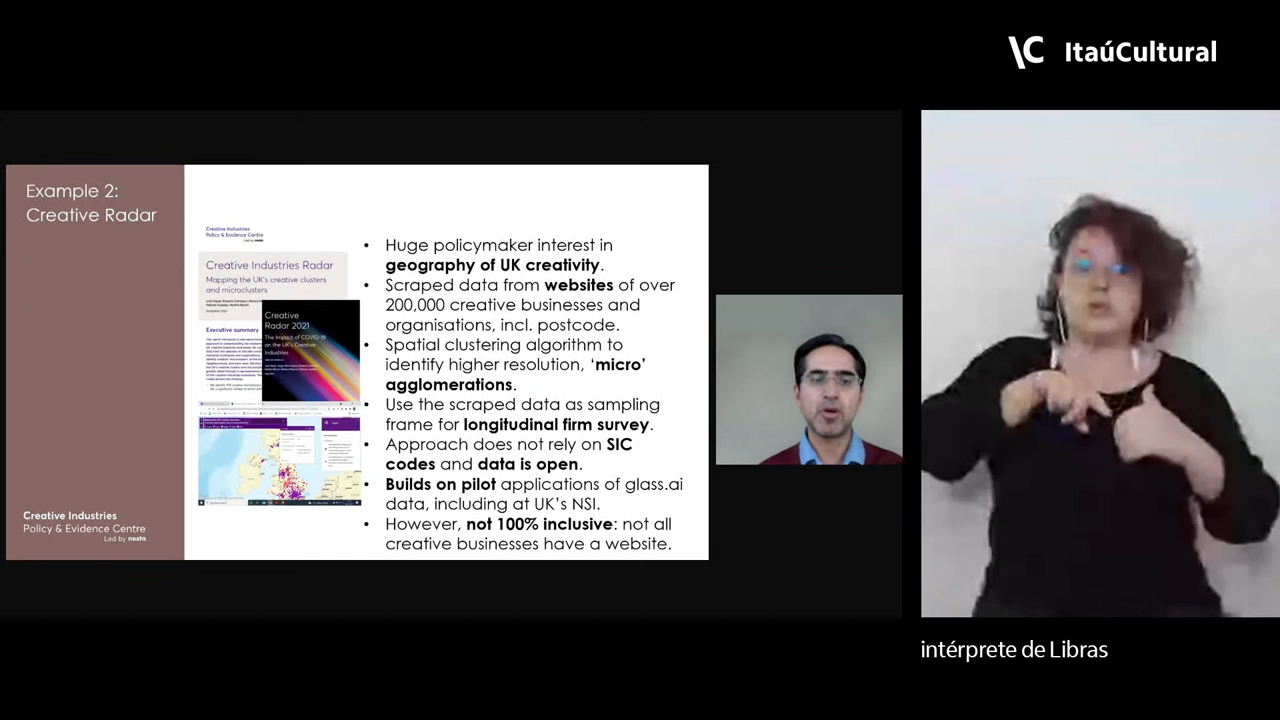 \C ItaúCultural
Example 2:
Creative Radar
Creative Industries
Policy & Evidence Centre
Led by nesta
Creative Industries Radar
Mapping the UK's creative clusters
and microclusters
Executive summary
Creative
Radar 2021
The Impact of COVID-19
on the UK's Creative
Industries
• Huge policymaker interest in
geography of UK creativity.
• Scraped data from websites of over
200,000 creative businesses and
organisations, incl. postcode.
• Spatial clustering algorithm to
identify higher resolution, 'micro'
agglomerations.
• Use the scraped data as sampling
frame for longitudinal firm survey.
• Approach does not rely on SIC
codes and data is open.
• Builds on pilot applications of glass.ai
data, including at UK's NSI.
• However, not 100% inclusive: not all
creative businesses have a website.
Creative Industries
Policy & Evidence Centre
Led by nesta
intérprete de Libras